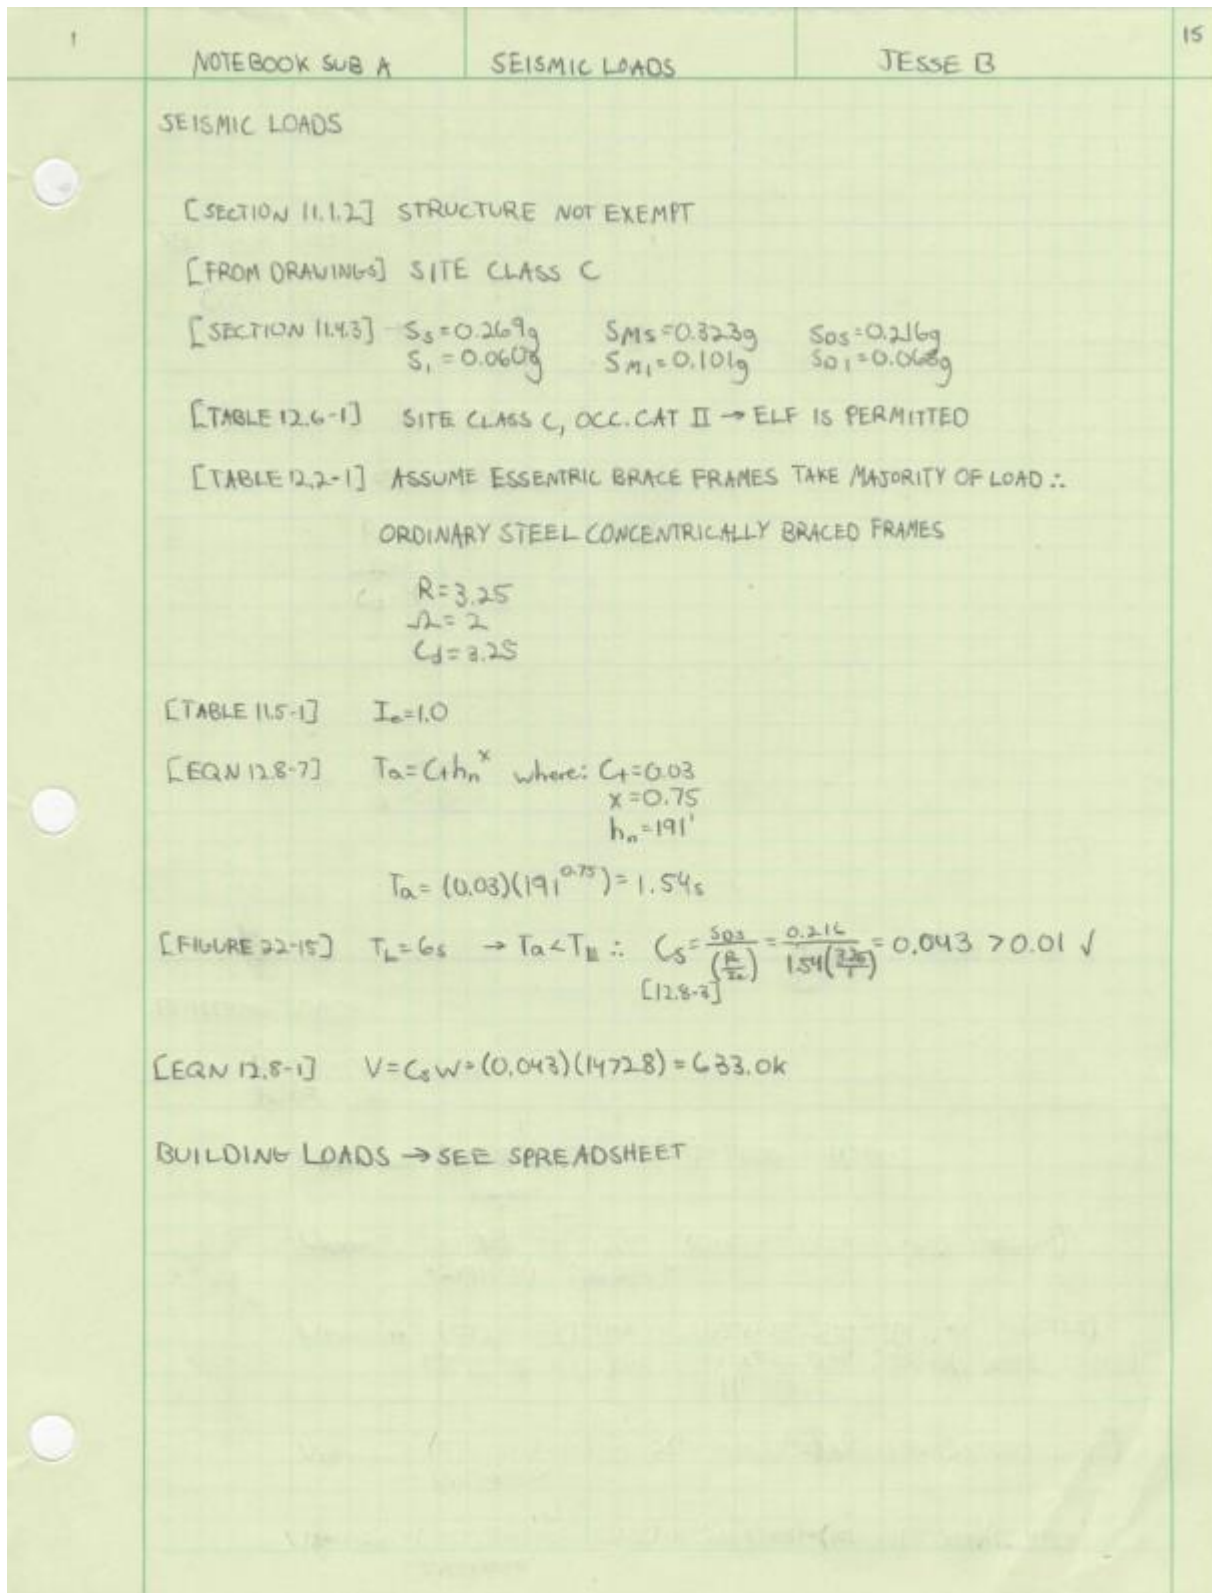 1
15
NOTEBOOK SUB A SEISMIC LOADS JESSE B
SEISMIC LOADS
[SECTION 11.1.2] STRUCTURE NOT EXEMPT
[FROM DRAWINGS] SITE CLASS C
[SECTION 11.4.3] Ss=0.269g SMS=0.323g SDS=0.216g
S1=0.060g SM1=0.101g SD1=0.068g
[TABLE 12.6-1] SITE CLASS C, OCC. CAT II → ELF IS PERMITTED
[TABLE 12.2-1] ASSUME ESSENTRIC BRACE FRAMES TAKE MAJORITY OF LOAD ∴
ORDINARY STEEL CONCENTRICALLY BRACED FRAMES
R=3.25
Ω=2
Cd=3.25
[TABLE 11.5-1] Ie=1.0
[EQN 12.8-7] Ta=Cthn^x where: Ct=0.03
x=0.75
hn=191'
Ta=(0.03)(191^0.75)=1.54s
[FIGURE 22-15] TL=6s → Ta<TL ∴ Cs=SDS/(R/Ie)=0.216/1.54(3.25/1)=0.043 >0.01 √
[12.8-3]
[EQN 12.8-1] V=CsW=(0.043)(14728)=633.0k
BUILDING LOADS → SEE SPREADSHEET